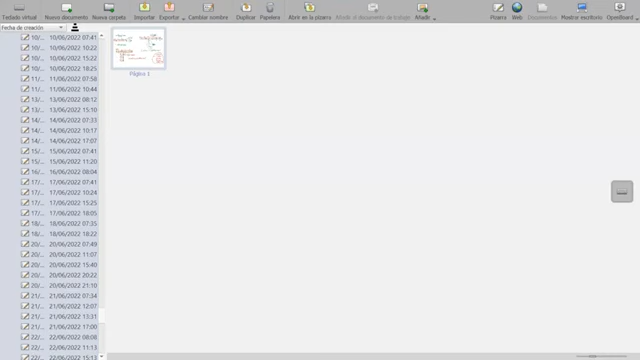 Teclado virtual Nuevo documento Nueva carpeta Importar Exportar Cambiar nombre Duplicar Papelera Abrir en la pizarra Añadir al documento de trabajo Añadir Pizarra Web Documentos Mostrar escritorio OpenBoard
Fecha de creación
10/... 10/06/2022 07:41
10/... 10/06/2022 10:22
10/... 10/06/2022 15:22
10/... 10/06/2022 18:25
11/... 11/06/2022 07:58
11/... 11/06/2022 10:44
13/... 13/06/2022 08:12
13/... 13/06/2022 15:10
14/... 14/06/2022 07:33
14/... 14/06/2022 10:17
14/... 14/06/2022 17:07
15/... 15/06/2022 07:41
15/... 15/06/2022 11:20
16/... 16/06/2022 08:04
17/... 17/06/2022 07:41
17/... 17/06/2022 10:24
17/... 17/06/2022 15:25
17/... 17/06/2022 18:05
18/... 18/06/2022 07:35
18/... 18/06/2022 18:22
20/... 20/06/2022 07:49
20/... 20/06/2022 11:07
20/... 20/06/2022 15:40
20/... 20/06/2022 20:22
20/... 20/06/2022 21:10
21/... 21/06/2022 07:34
21/... 21/06/2022 12:07
21/... 21/06/2022 13:31
21/... 21/06/2022 17:00
22/... 22/06/2022 08:08
22/... 22/06/2022 11:13
22/... 22/06/2022 15:13
Página 1